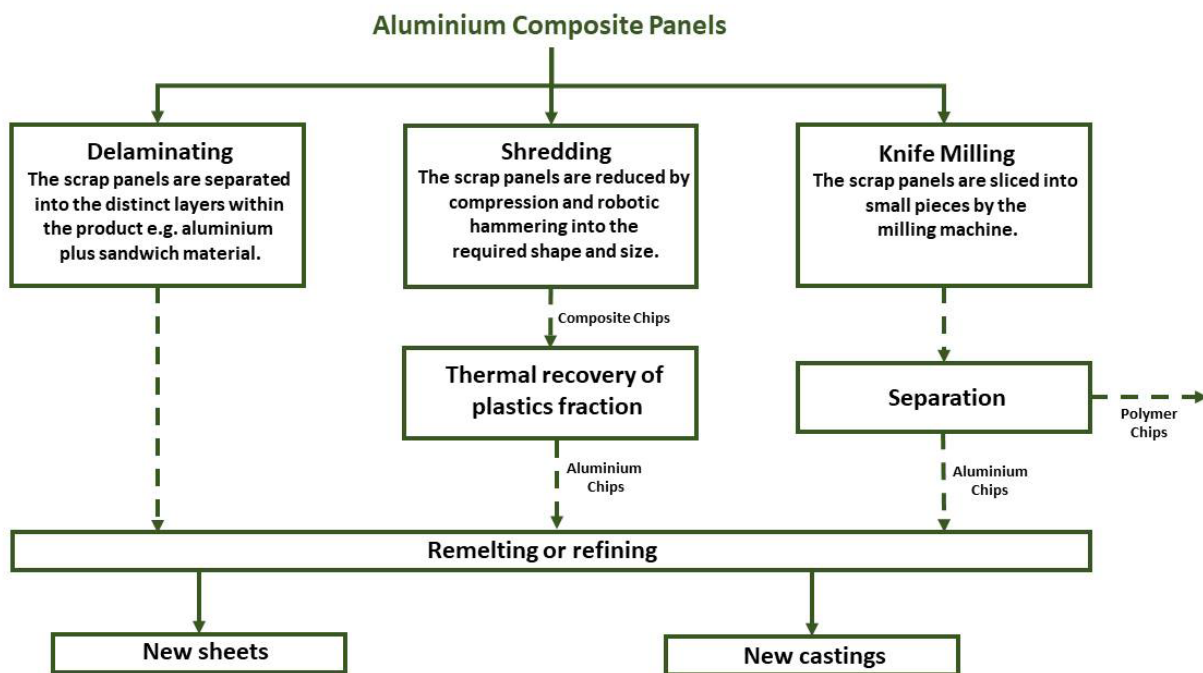 Aluminium Composite Panels
Delaminating
The scrap panels are separated
into the distinct layers within
the product e.g. aluminium
plus sandwich material.
Shredding
The scrap panels are reduced by
compression and robotic
hammering into the
required shape and size.
Knife Milling
The scrap panels are sliced into
small pieces by the
milling machine.
Composite Chips
Thermal recovery of
plastics fraction
Separation
Polymer
Chips
Aluminium
Chips
Aluminium
Chips
Remelting or refining
New sheets
New castings